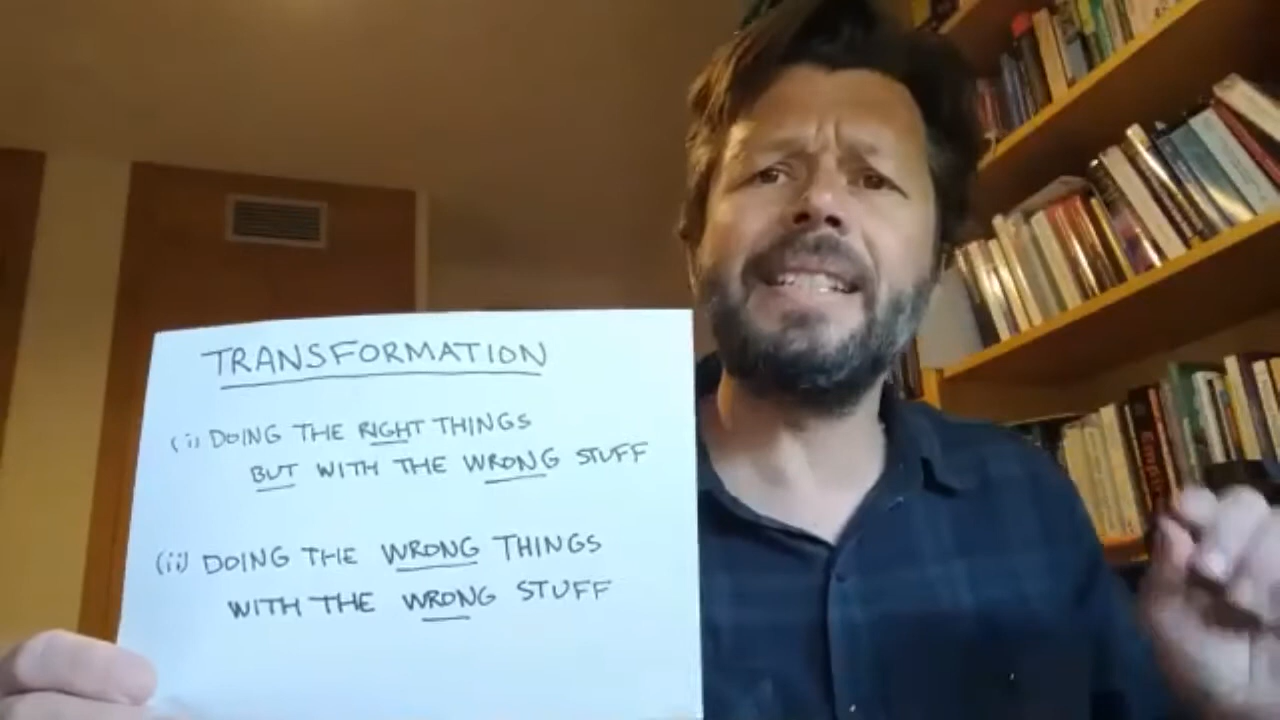 TRANSFORMATION
(i) DOING THE RIGHT THINGS
BUT WITH THE WRONG STUFF
(ii) DOING THE WRONG THINGS
WITH THE WRONG STUFF